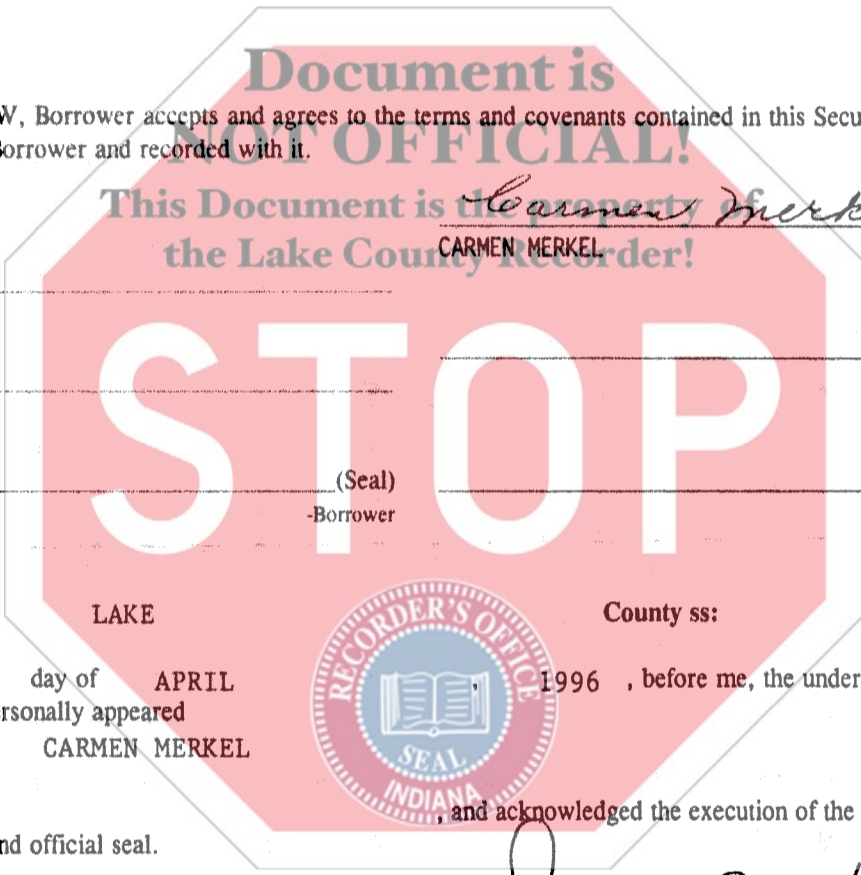 Document is
W, Borrower accepts and agrees to the terms and covenants contained in this Secu
NOT OFFICIAL!
Borrower and recorded with it.
This Document is the property of
Carmen Merk
the Lake County Recorder!
CARMEN MERKEL
STOP
(Seal)
-Borrower
LAKE County ss:
RECORDER'S OFFICE
day of APRIL , 1996 , before me, the under
rsonally appeared
CARMEN MERKEL
SEAL
INDIANA
, and acknowledged the execution of the
nd official seal.